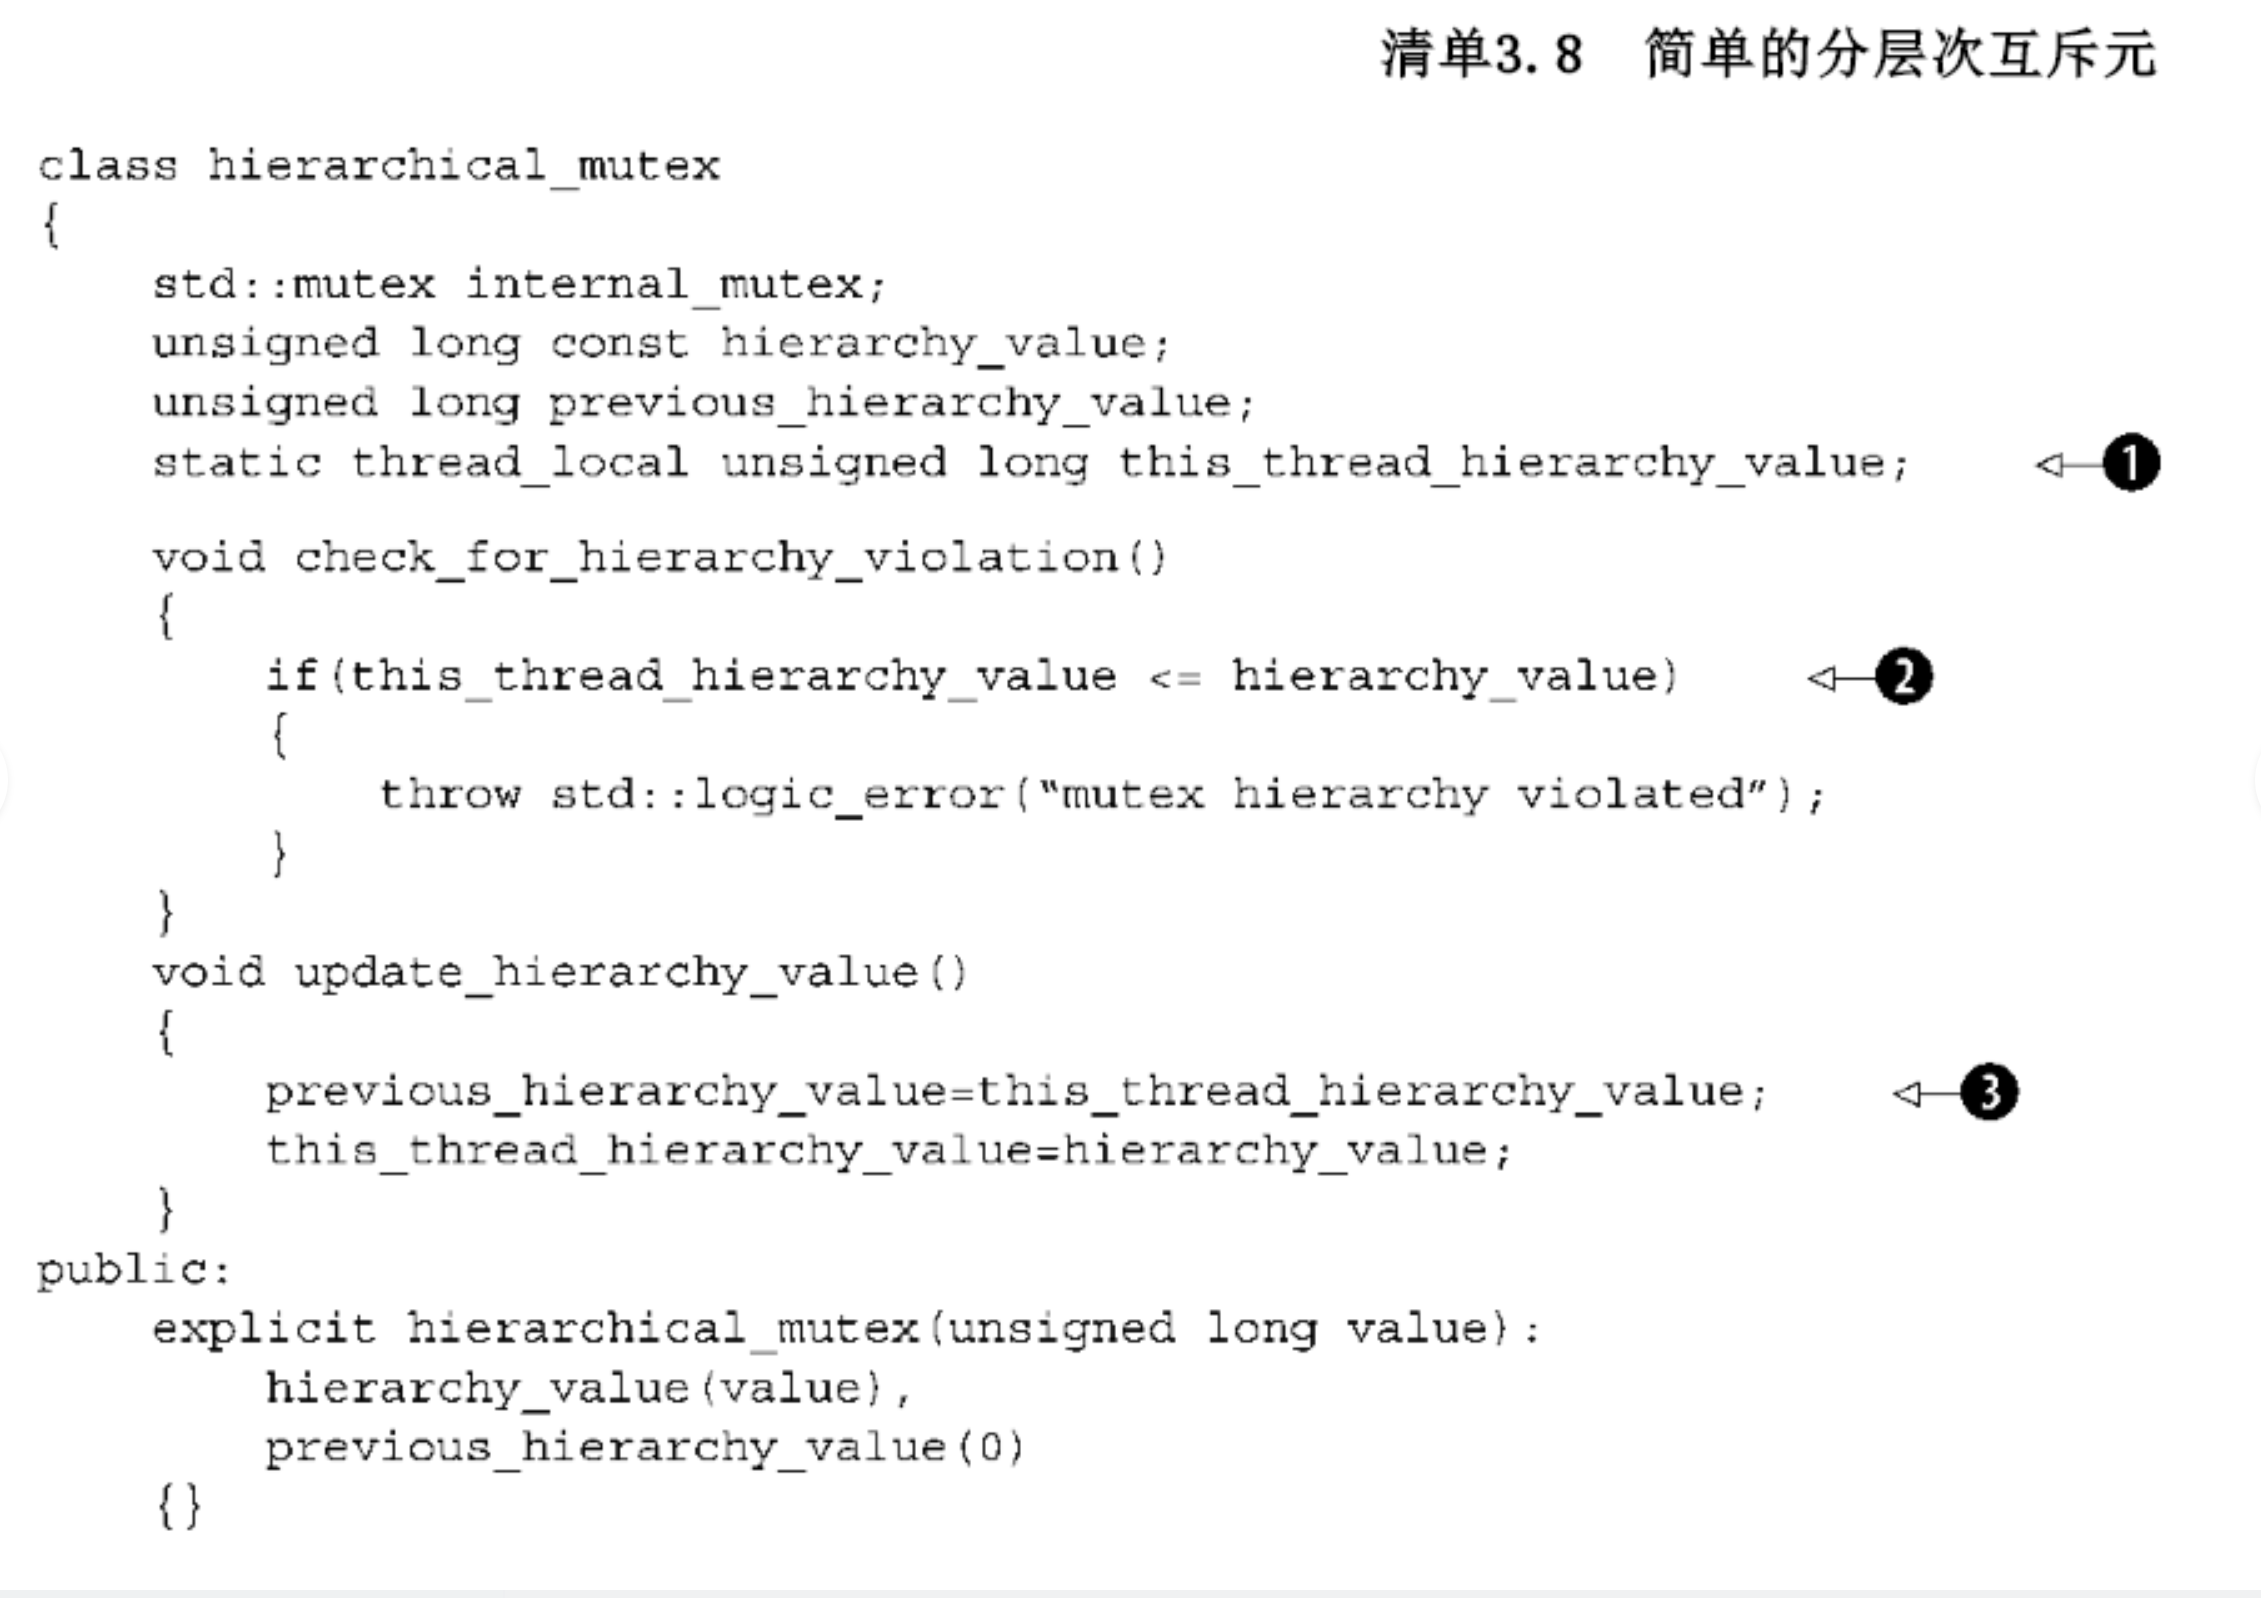 清单3.8 简单的分层次互斥元
class hierarchical_mutex
{
std::mutex internal_mutex;
unsigned long const hierarchy_value;
unsigned long previous_hierarchy_value;
static thread_local unsigned long this_thread_hierarchy_value; ❶
void check_for_hierarchy_violation()
{
if(this_thread_hierarchy_value <= hierarchy_value) ❷
{
throw std::logic_error(“mutex hierarchy violated”);
}
}
void update_hierarchy_value()
{
previous_hierarchy_value=this_thread_hierarchy_value; ❸
this_thread_hierarchy_value=hierarchy_value;
}
public:
explicit hierarchical_mutex(unsigned long value):
hierarchy_value(value),
previous_hierarchy_value(0)
{}